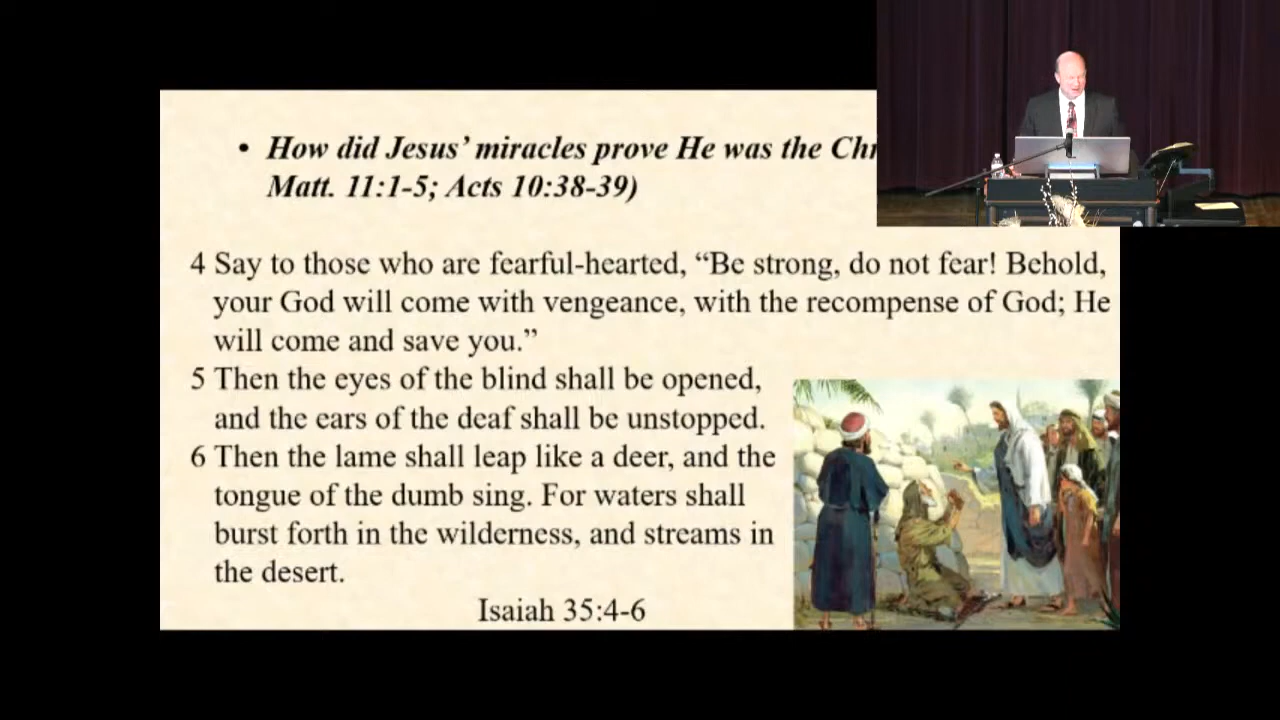 • How did Jesus’ miracles prove He was the
Matt. 11:1-5; Acts 10:38-39)
4 Say to those who are fearful-hearted, “Be strong, do not fear! Behold,
your God will come with vengeance, with the recompense of God; He
will come and save you.”
5 Then the eyes of the blind shall be opened,
and the ears of the deaf shall be unstopped.
6 Then the lame shall leap like a deer, and the
tongue of the dumb sing. For waters shall
burst forth in the wilderness, and streams in
the desert.
Isaiah 35:4-6